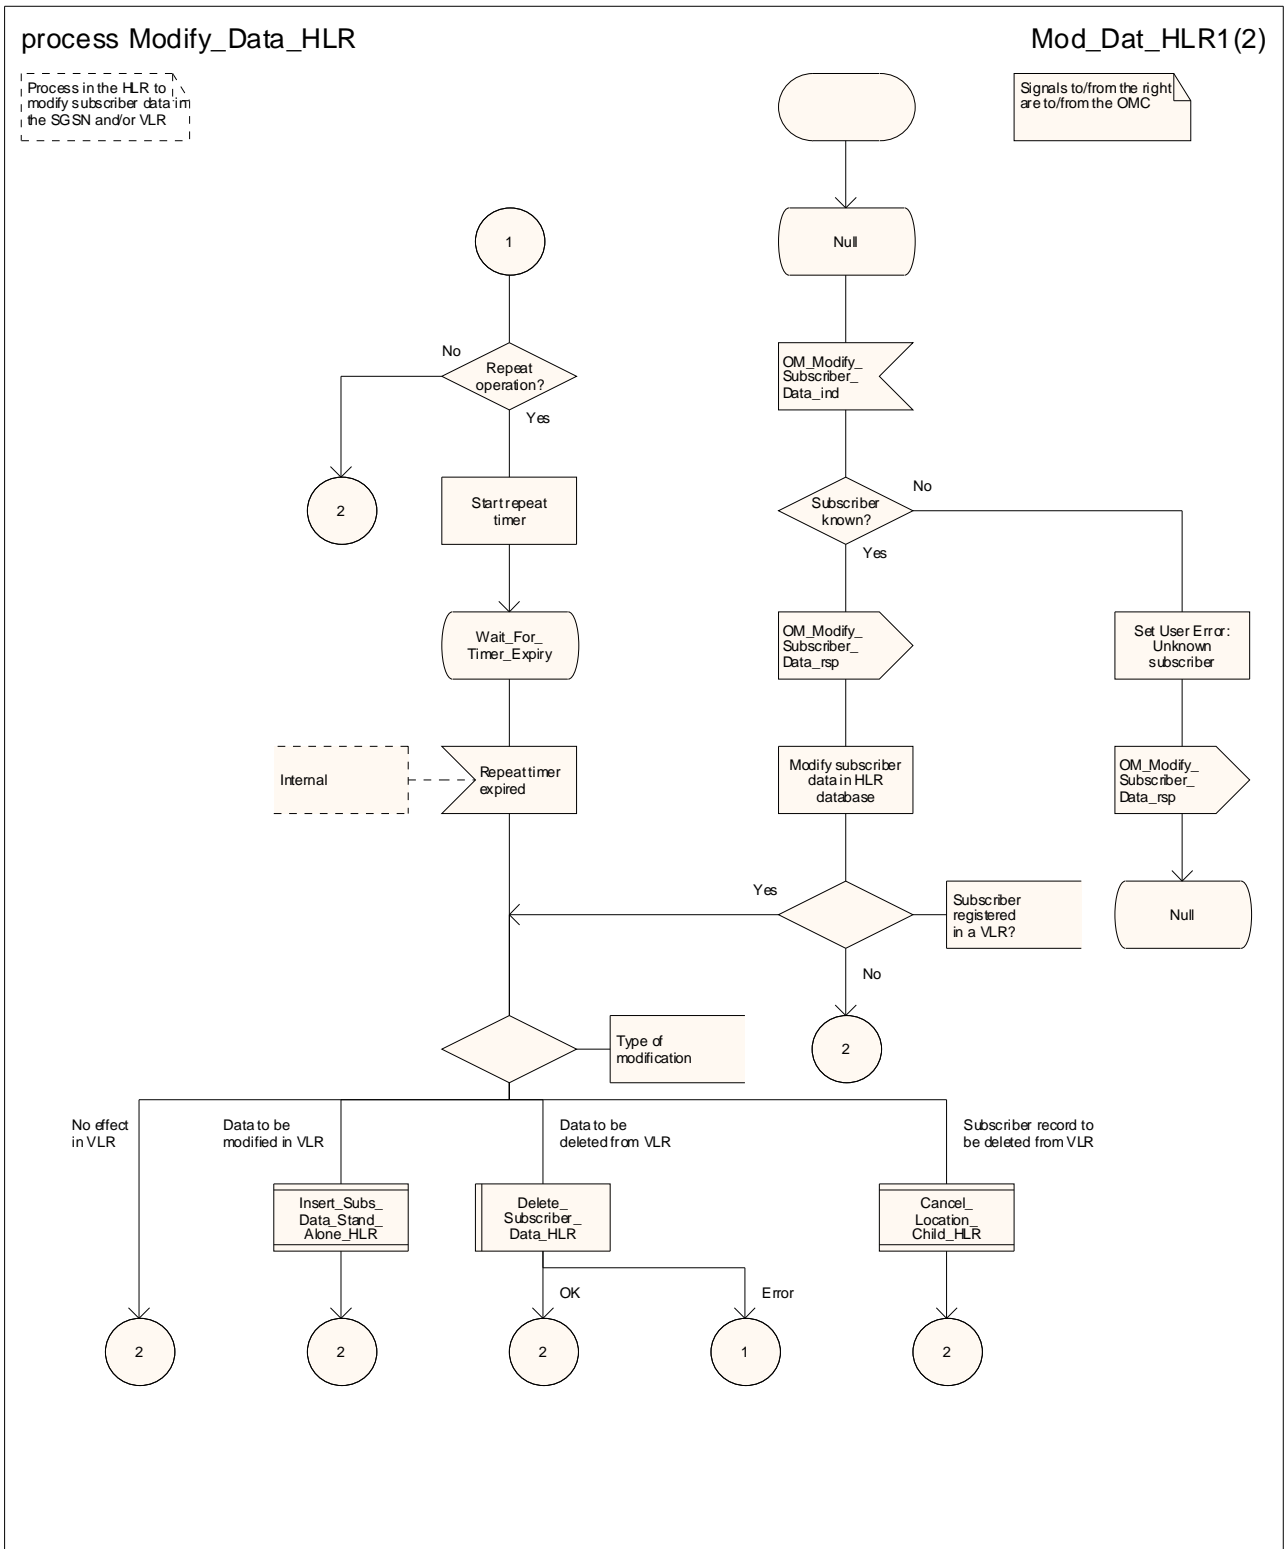 process Modify_Data_HLR
Mod_Dat_HLR1(2)
Process in the HLR to
modify subscriber data in
the SGSN and/or VLR
Signals to/from the right
are to/from the OMC
1
Null
No
Repeat
operation?
Yes
OM_Modify_
Subscriber_
Data_ind
2
Start repeat
timer
Subscriber
known?
No
Yes
Wait_For_
Timer_Expiry
OM_Modify_
Subscriber_
Data_rsp
Set User Error:
Unknown
subscriber
Internal
Repeat timer
expired
Modify subscriber
data in HLR
database
OM_Modify_
Subscriber_
Data_rsp
Yes
Subscriber
registered
in a VLR?
Null
No
Type of
modification
2
No effect
in VLR
Data to be
modified in VLR
Data to be
deleted from VLR
Subscriber record to
be deleted from VLR
Insert_Subs_
Data_Stand_
Alone_HLR
Delete_
Subscriber_
Data_HLR
Cancel_
Location_
Child_HLR
OK
Error
2
2
2
1
2